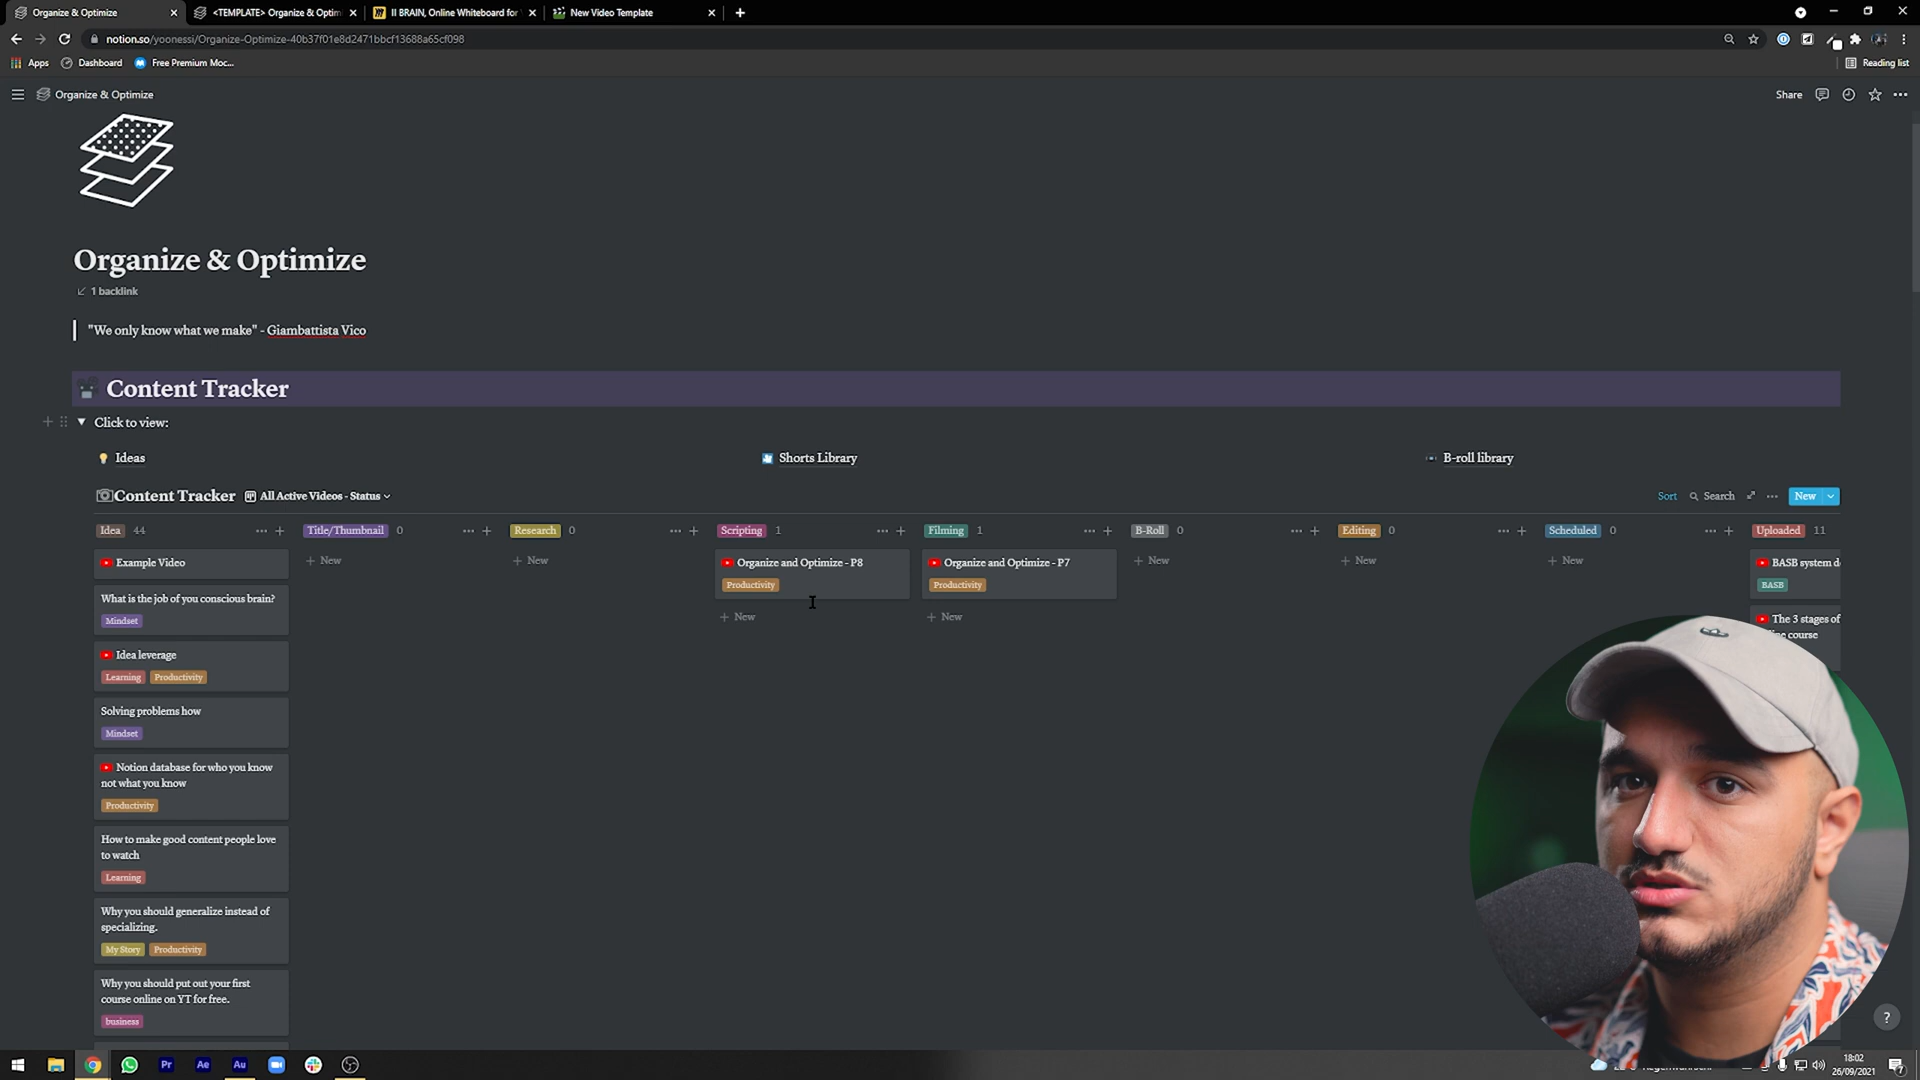 Organize & Optimize
<TEMPLATE> Organize & Optim
II BRAIN, Online Whiteboard for
New Video Template
notion.so/yoonessi/Organize-Optimize-40b37f01e8d2471bbcf13688a65cf098
Apps
Dashboard
Free Premium Moc...
Reading list
Organize & Optimize
Share
Organize & Optimize
1 backlink
"We only know what we make" - Giambattista Vico
Content Tracker
Click to view:
Ideas
Shorts Library
B-roll library
Content Tracker
All Active Videos - Status
Sort
Search
New
Idea 44
Title/Thumbnail 0
Research 0
Scripting 1
Filming 1
B-Roll 0
Editing 0
Scheduled 0
Uploaded 11
Example Video
What is the job of you conscious brain?
Mindset
Idea leverage
Learning
Productivity
Solving problems how
Mindset
Notion database for who you know
not what you know
Productivity
How to make good content people love
to watch
Learning
Why you should generalize instead of
specializing.
My Story
Productivity
Why you should put out your first
course online on YT for free.
business
+ New
+ New
Organize and Optimize - P8
Productivity
+ New
Organize and Optimize - P7
Productivity
+ New
+ New
+ New
+ New
BASB system d
BASB
The 3 stages of
course
?
Pr
Ae
Au
18:02
26/09/2021